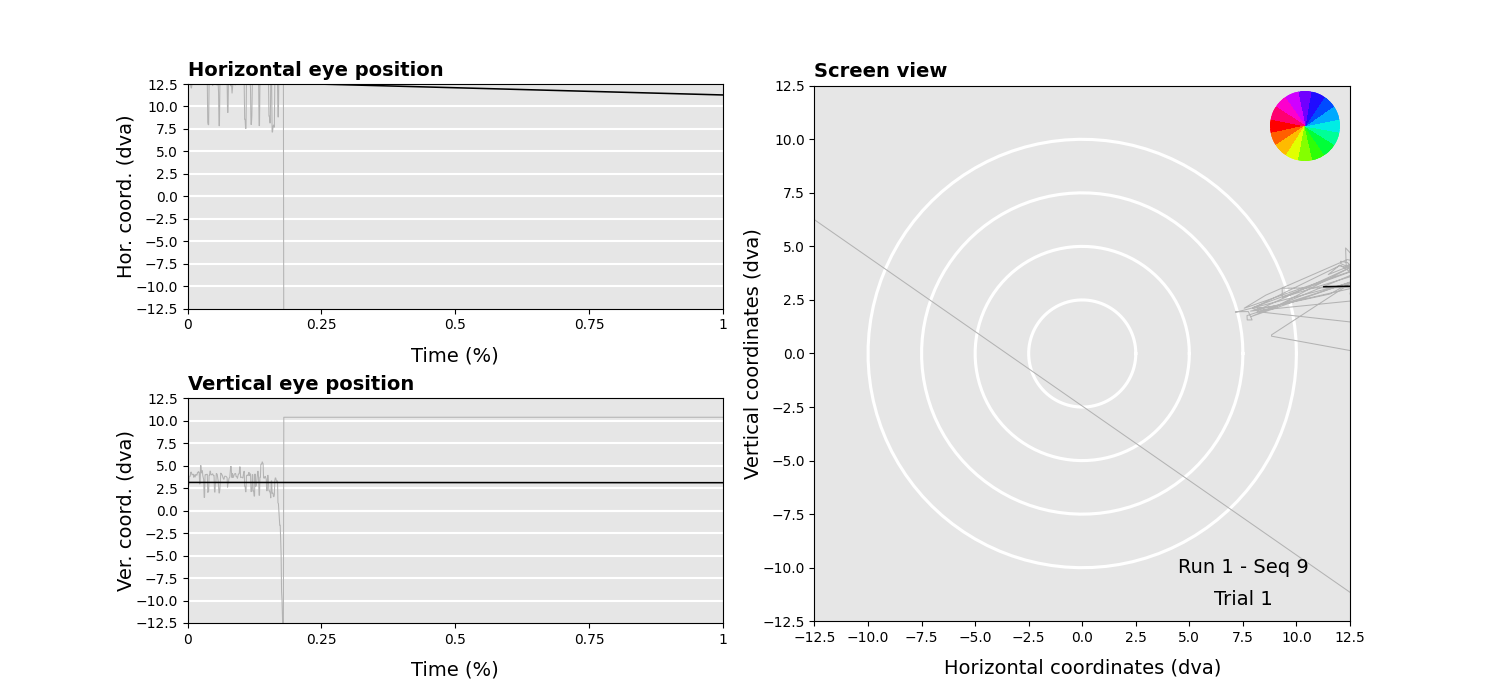 Horizontal eye position
12.5
10.0
7.5
5.0
2.5
0.0
−2.5
−5.0
−7.5
−10.0
−12.5
Hor. coord. (dva)
0 0.25 0.5 0.75 1
Time (%)
Vertical eye position
12.5
10.0
7.5
5.0
2.5
0.0
−2.5
−5.0
−7.5
−10.0
−12.5
Ver. coord. (dva)
0 0.25 0.5 0.75 1
Time (%)
Screen view
12.5
10.0
7.5
5.0
2.5
0.0
−2.5
−5.0
−7.5
−10.0
−12.5
Vertical coordinates (dva)
Run 1 - Seq 9
Trial 1
−12.5 −10.0 −7.5 −5.0 −2.5 0.0 2.5 5.0 7.5 10.0 12.5
Horizontal coordinates (dva)